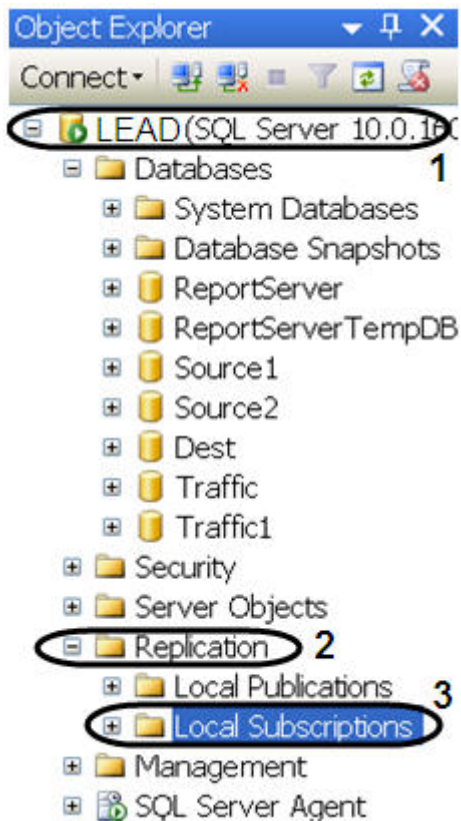 Object Explorer
Connect
LEAD (SQL Server 10.0.160
1
Databases
System Databases
Database Snapshots
ReportServer
ReportServerTempDB
Source1
Source2
Dest
Traffic
Traffic1
Security
Server Objects
Replication 2
Local Publications
3
Local Subscriptions
Management
SQL Server Agent